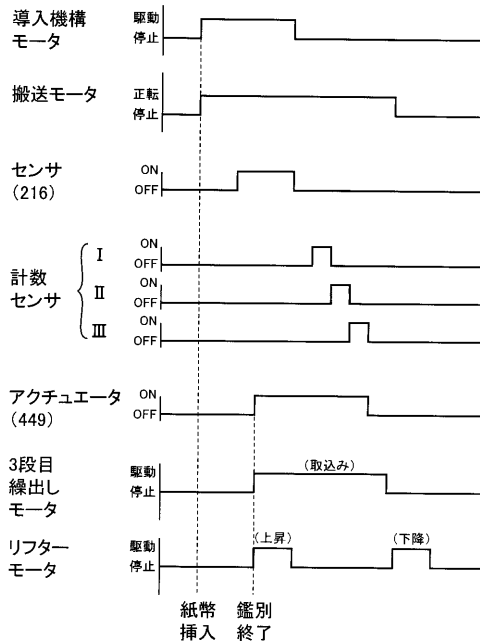 導入機構
モータ
駆動
停止
搬送モータ
正転
停止
センサ
(216)
ON
OFF
計数
センサ
I
ON
OFF
II
ON
OFF
III
ON
OFF
アクチュエータ
(449)
ON
OFF
3段目
繰出し
モータ
駆動
停止
(取込み)
リフター
モータ
駆動
停止
(上昇)
(下降)
紙幣
挿入
鑑別
終了